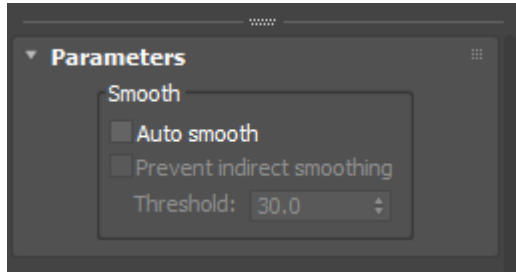 Parameters
Smooth
Auto smooth
Prevent indirect smoothing
Threshold: 30.0